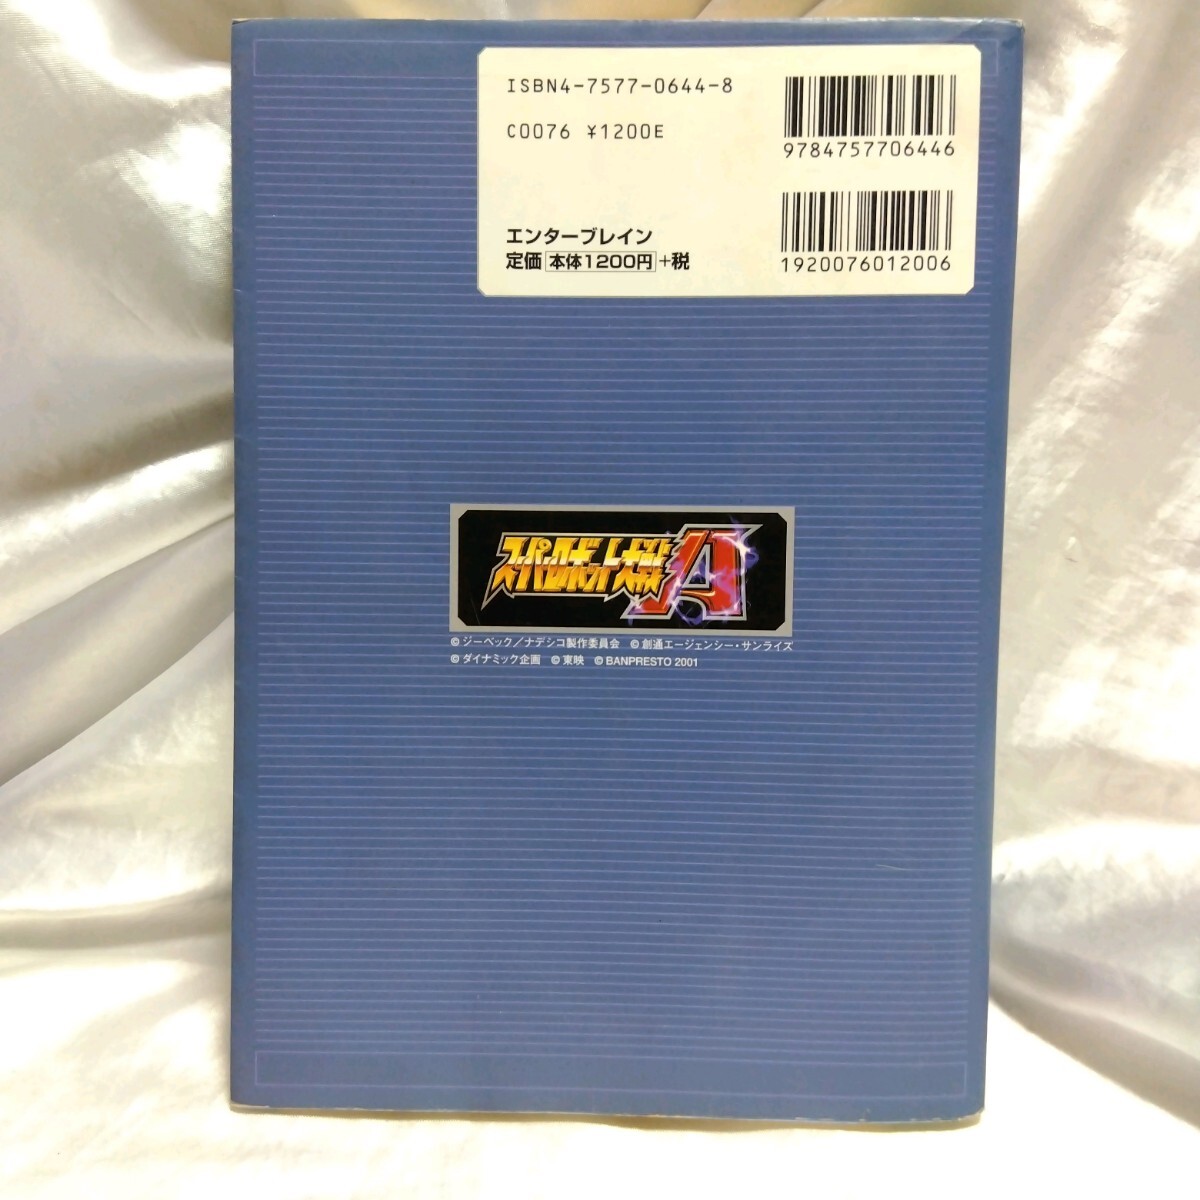 ISBN4-7577-0644-8
C0076 ¥1200E
9784757706446
エンターブレイン
定価 本体1200円 +税
1920076012006
スーパーロボット大戦A
© ジーベック／ナデシコ製作委員会 © 創通エージェンシー・サンライズ
© ダイナミック企画 © 東映 © BANPRESTO 2001